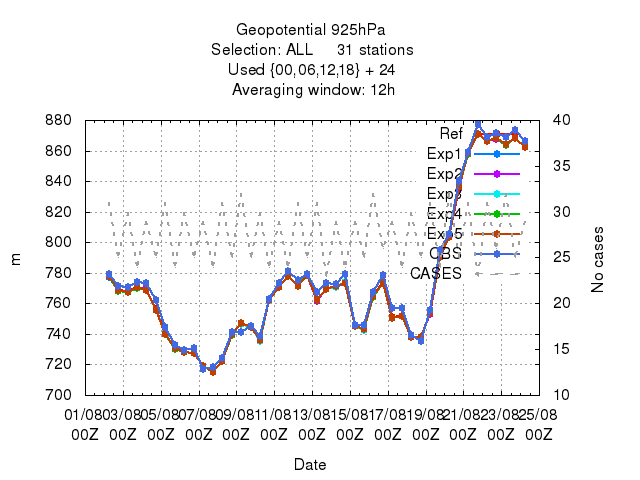 Geopotential 925hPa
Selection: ALL 31 stations
Used {00,06,12,18} + 24
Averaging window: 12h
880 40
860 35
840
820 30
800
780 25
760 20
740 15
720
700 10
m
No cases
Ref
Exp1
Exp2
Exp3
Exp4
Exp5
OBS
CASES
01/08 03/08 05/08 07/08 09/08 11/08 13/08 15/08 17/08 19/08 21/08 23/08 25/08
00Z 00Z 00Z 00Z 00Z 00Z 00Z 00Z 00Z 00Z 00Z 00Z 00Z
Date